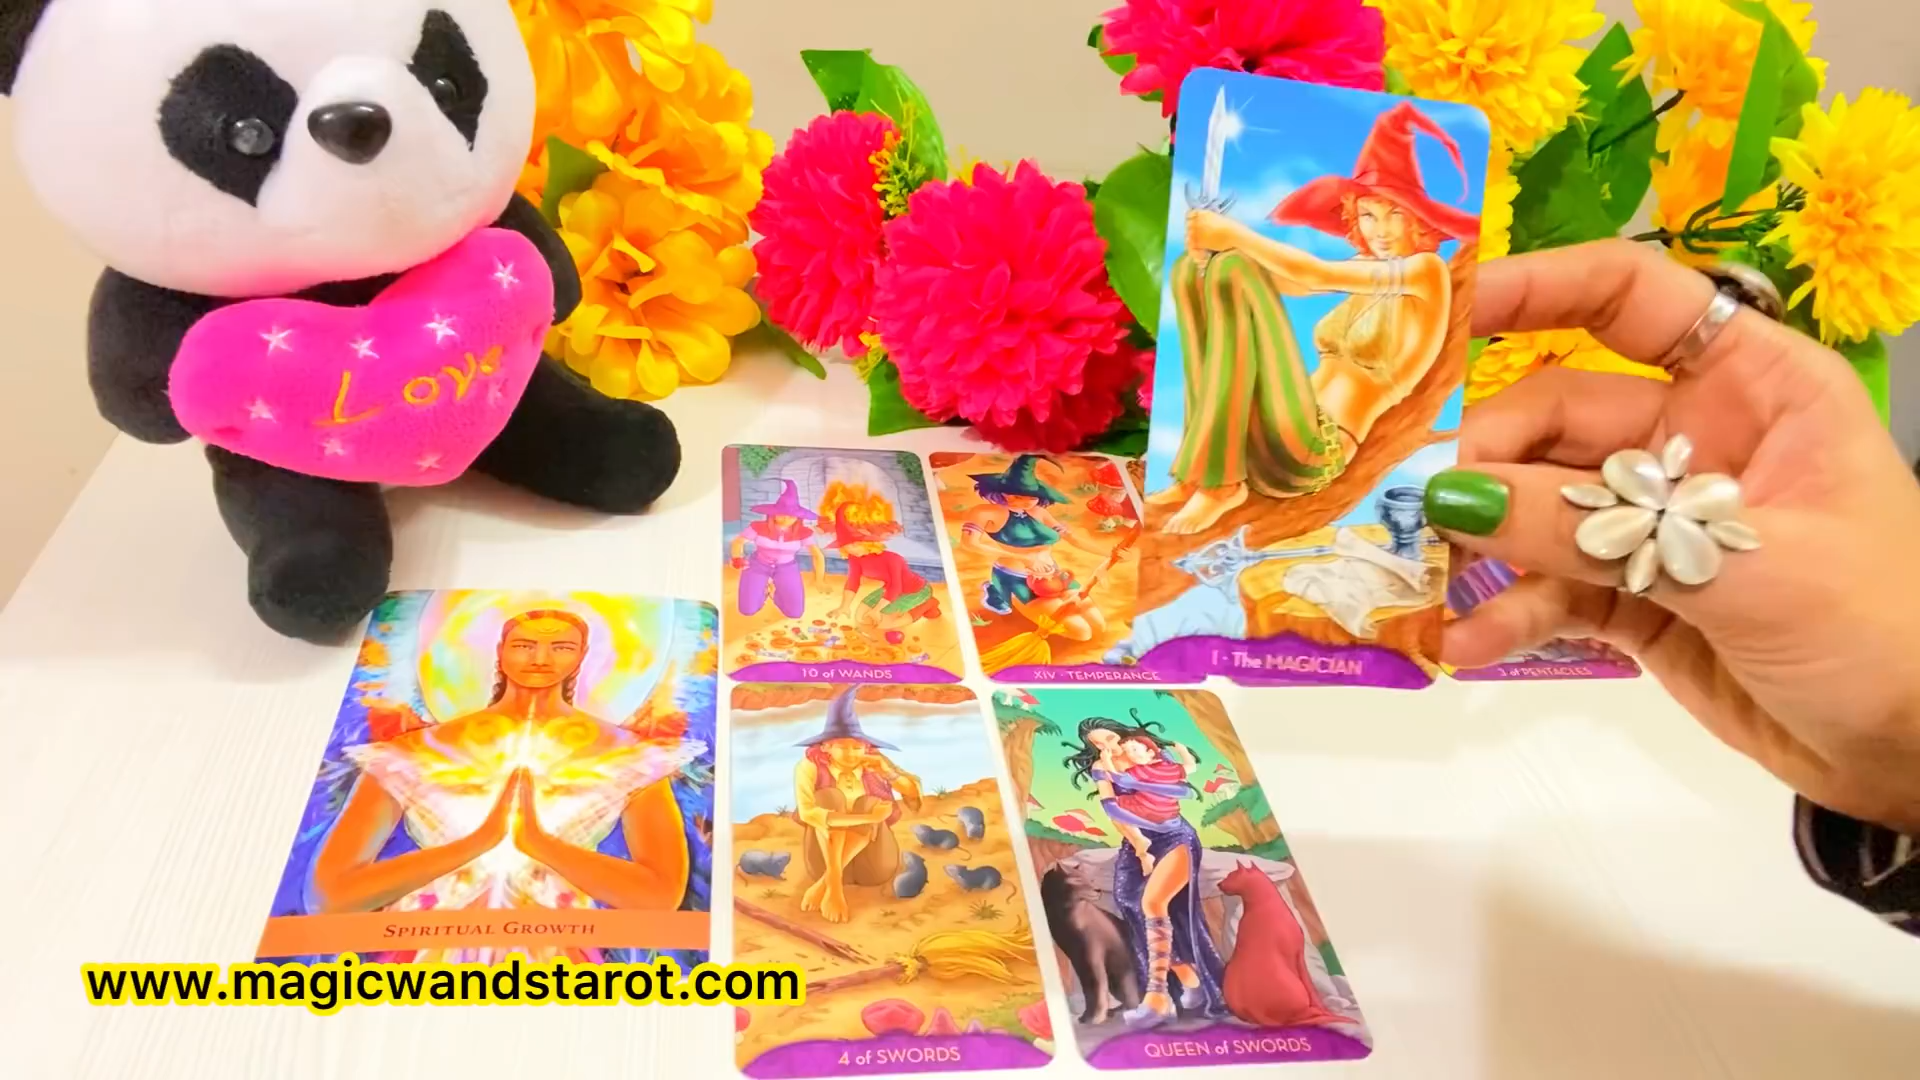 Love
I · The MAGICIAN
10 of WANDS
XIV · TEMPERANCE
3 of PENTACLES
SPIRITUAL GROWTH
www.magicwandstarot.com
4 of SWORDS
QUEEN of SWORDS